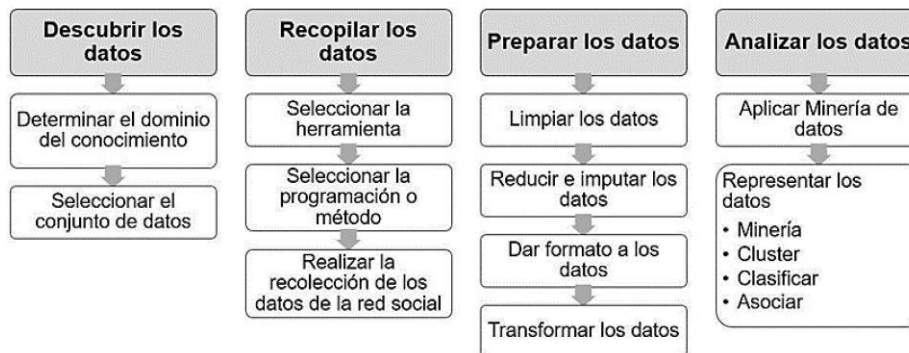 Descubrir los
datos
Determinar el dominio
del conocimiento
Seleccionar el
conjunto de datos
Recopilar los
datos
Seleccionar la
herramienta
Seleccionar la
programación o
método
Realizar la
recolección de los
datos de la red social
Preparar los datos
Limpiar los datos
Reducir e imputar los
datos
Dar formato a los
datos
Transformar los datos
Analizar los datos
Aplicar Minería de
datos
Representar los
datos
• Minería
• Cluster
• Clasificar
• Asociar